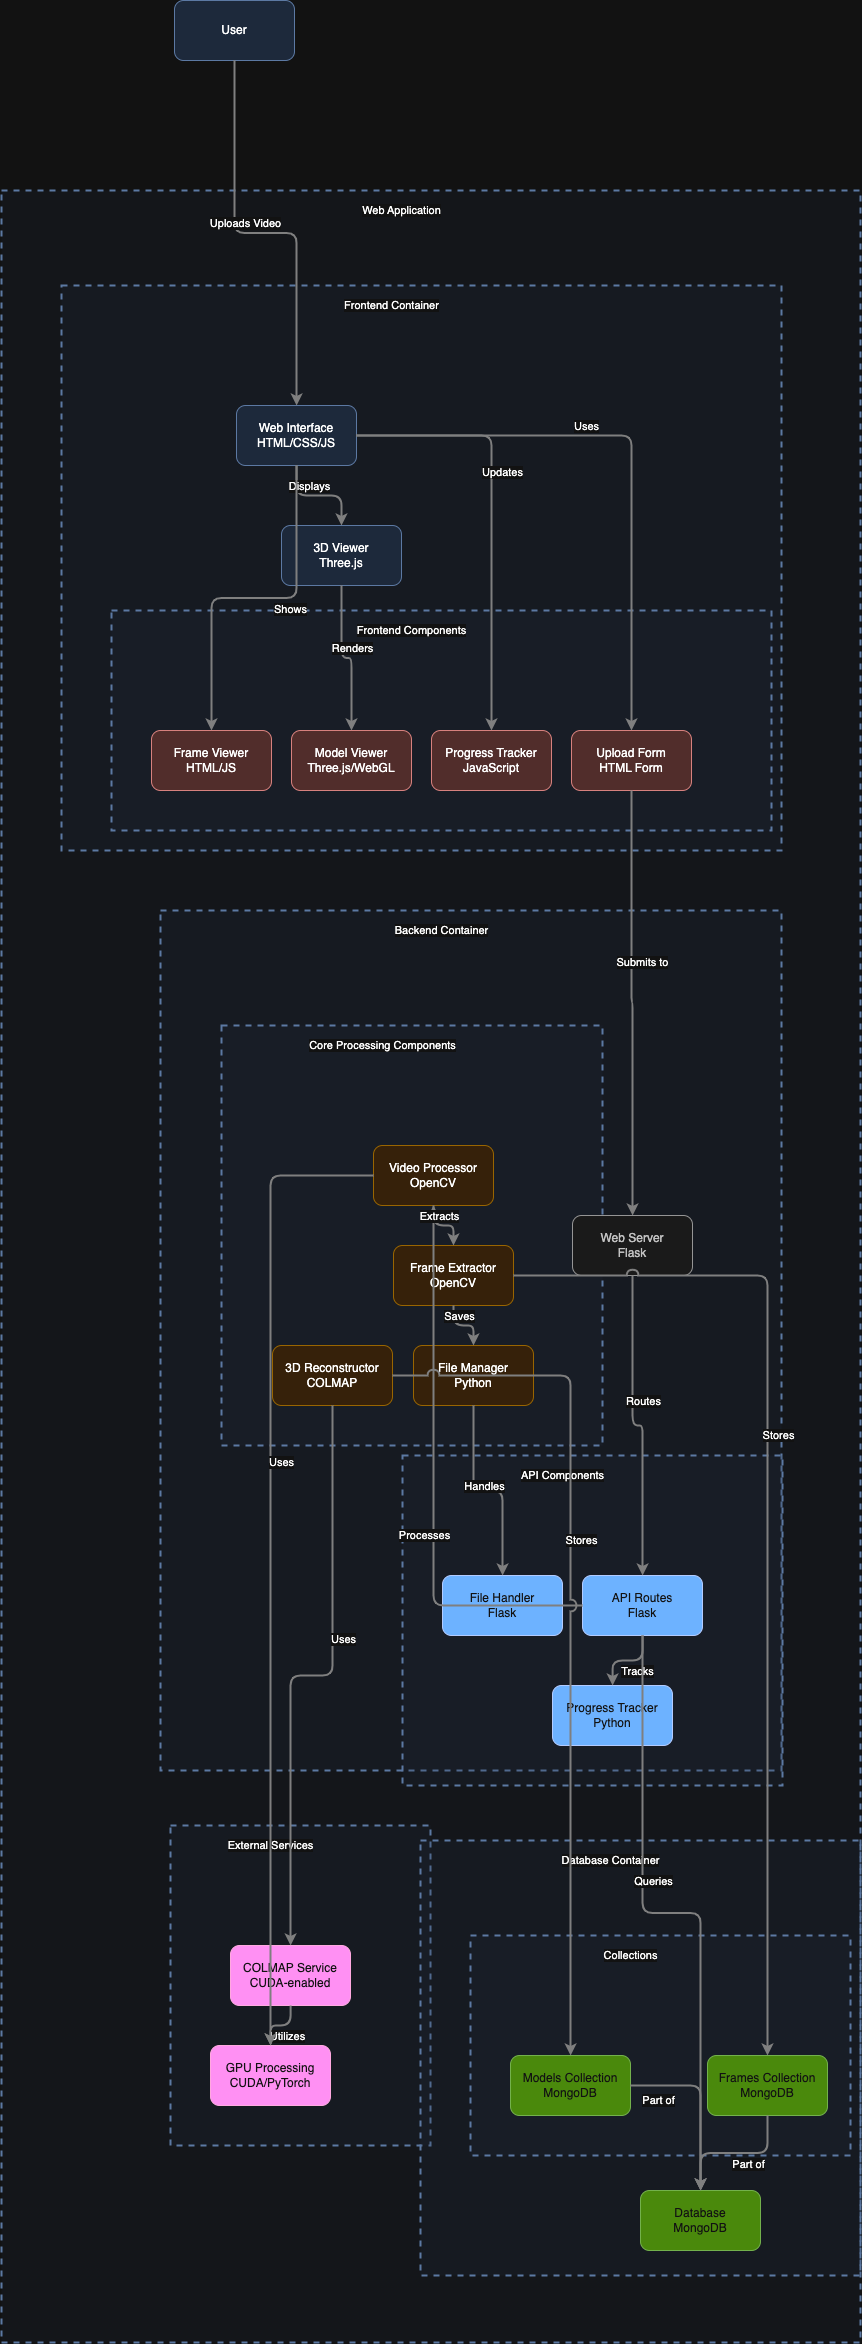 User
Uploads Video
Web Application
Frontend Container
Web Interface
HTML/CSS/JS
Uses
Updates
Displays
3D Viewer
Three.js
Shows
Frontend Components
Renders
Frame Viewer
HTML/JS
Model Viewer
Three.js/WebGL
Progress Tracker
JavaScript
Upload Form
HTML Form
Backend Container
Submits to
Core Processing Components
Video Processor
OpenCV
Extracts
Web Server
Flask
Frame Extractor
OpenCV
Saves
3D Reconstructor
COLMAP
File Manager
Python
Routes
Stores
Uses
API Components
Handles
Processes
Stores
File Handler
Flask
API Routes
Flask
Uses
Tracks
Progress Tracker
Python
External Services
Database Container
Queries
Collections
COLMAP Service
CUDA-enabled
Utilizes
GPU Processing
CUDA/PyTorch
Models Collection
MongoDB
Frames Collection
MongoDB
Part of
Part of
Database
MongoDB